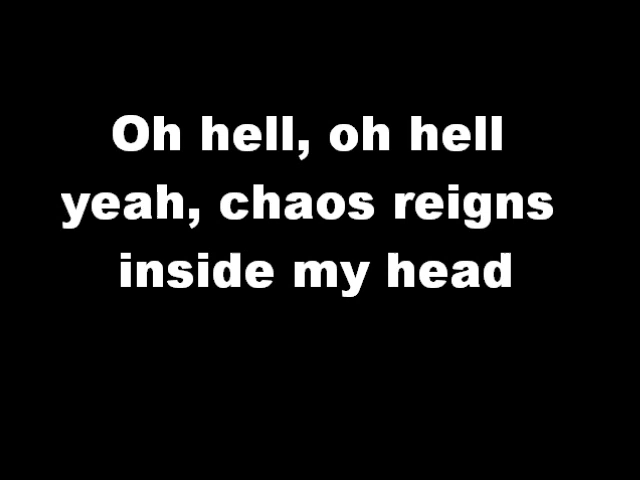 Oh hell, oh hell
yeah, chaos reigns
inside my head